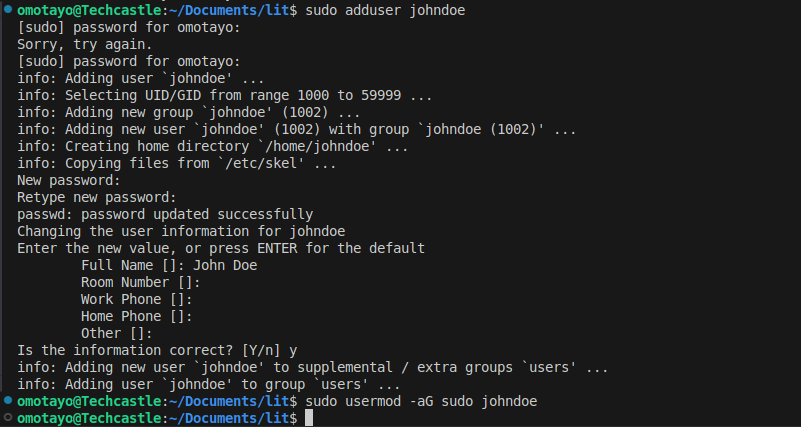 omotayo@Techcastle:~/Documents/lit$ sudo adduser johndoe
[sudo] password for omotayo:
Sorry, try again.
[sudo] password for omotayo:
info: Adding user `johndoe' ...
info: Selecting UID/GID from range 1000 to 59999 ...
info: Adding new group `johndoe' (1002) ...
info: Adding new user `johndoe' (1002) with group `johndoe (1002)' ...
info: Creating home directory `/home/johndoe' ...
info: Copying files from `/etc/skel' ...
New password:
Retype new password:
passwd: password updated successfully
Changing the user information for johndoe
Enter the new value, or press ENTER for the default
        Full Name []: John Doe
        Room Number []:
        Work Phone []:
        Home Phone []:
        Other []:
Is the information correct? [Y/n] y
info: Adding new user `johndoe' to supplemental / extra groups `users' ...
info: Adding user `johndoe' to group `users' ...
omotayo@Techcastle:~/Documents/lit$ sudo usermod -aG sudo johndoe
omotayo@Techcastle:~/Documents/lit$